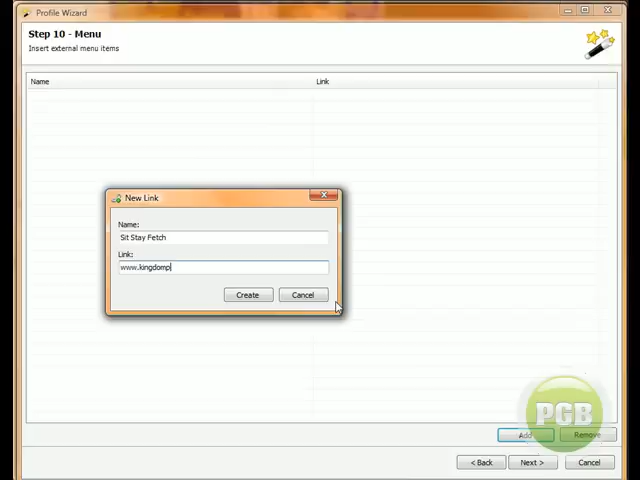 Profile Wizard
Step 10 - Menu
Insert external menu items
Name Link
New Link
Name:
Sit Stay Fetch
Link:
www.kingdomp
Create Cancel
PGB
Add Remove
< Back Next > Cancel